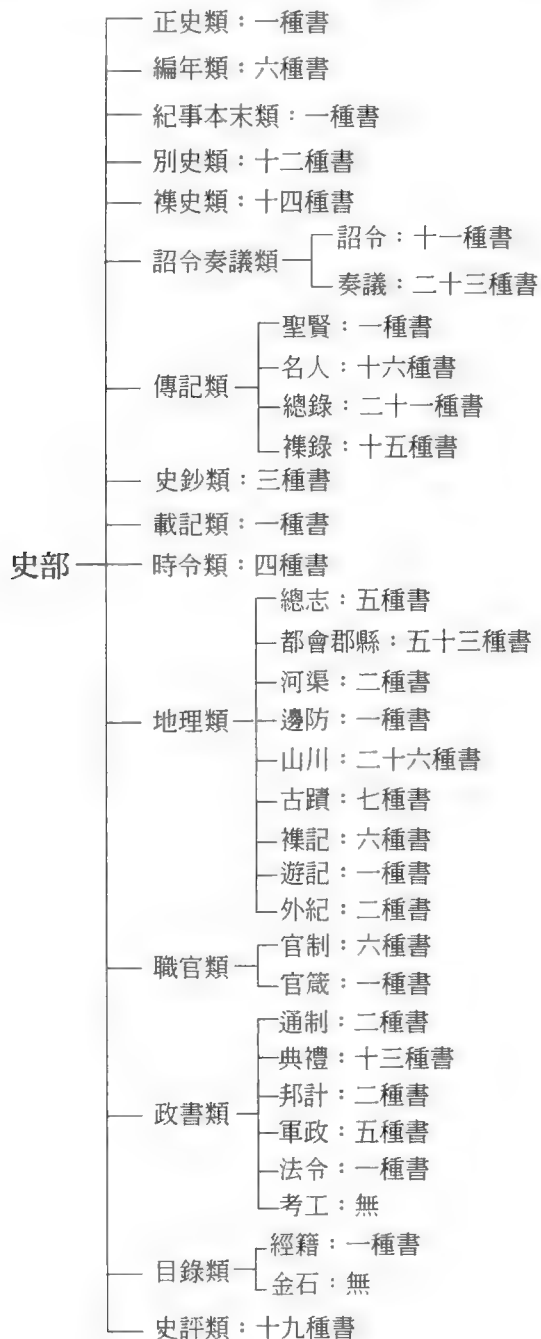 正史類：一種書
編年類：六種書
紀事本末類：一種書
別史類：十二種書
襍史類：十四種書
詔令奏議類
詔令：十一種書
奏議：二十三種書
傳記類
聖賢：一種書
名人：十六種書
總錄：二十一種書
襍錄：十五種書
史鈔類：三種書
載記類：一種書
史部
時令類：四種書
地理類
總志：五種書
都會郡縣：五十三種書
河渠：二種書
邊防：一種書
山川：二十六種書
古蹟：七種書
襍記：六種書
遊記：一種書
外紀：二種書
職官類
官制：六種書
官箴：一種書
政書類
通制：二種書
典禮：十三種書
邦計：二種書
軍政：五種書
法令：一種書
考工：無
目錄類
經籍：一種書
金石：無
史評類：十九種書